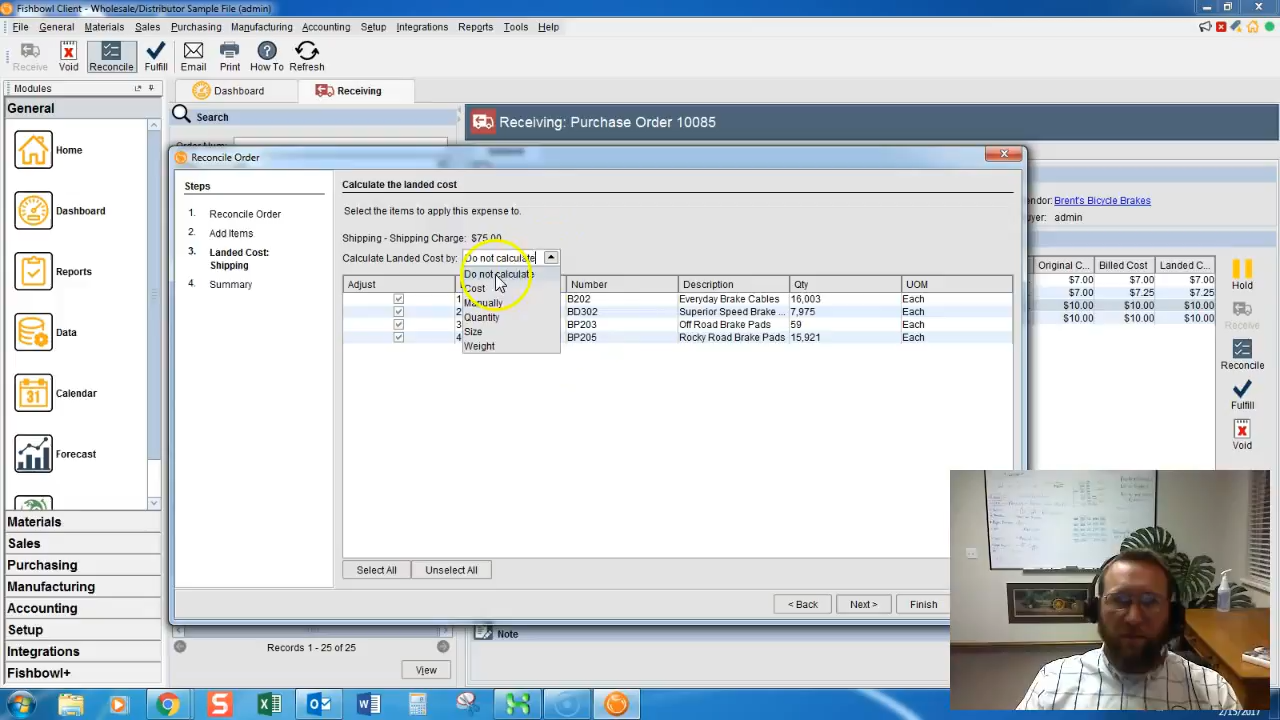 Fishbowl Client - Wholesale/Distributor Sample File (admin)
File General Materials Sales Purchasing Manufacturing Accounting Setup Integrations Reports Tools Help
Receive Void Reconcile Fulfill Email Print How To Refresh
Modules
Dashboard Receiving
General
Search
Receiving: Purchase Order 10085
Home
Dashboard
Reports
Data
Calendar
31
Forecast
Materials
Sales
Purchasing
Manufacturing
Accounting
Setup
Integrations
Fishbowl+
Order Num:
Reconcile Order
Steps
1. Reconcile Order
2. Add Items
3. Landed Cost: Shipping
4. Summary
Calculate the landed cost
Select the items to apply this expense to.
Shipping - Shipping Charge: $75.00
Calculate Landed Cost by: Do not calculate
Do not calculate
Cost
Manually
Quantity
Size
Weight
Adjust Number Description Qty UOM
1 B202 Everyday Brake Cables 16,003 Each
2 BD302 Superior Speed Brake ... 7,975 Each
3 BP203 Off Road Brake Pads 59 Each
4 BP205 Rocky Road Brake Pads 15,921 Each
Select All Unselect All
< Back Next > Finish
Brent's Bicycle Brakes
admin
Original C... Billed Cost Landed C...
$7.00 $7.00 $7.00
$7.00 $7.25 $7.25
$10.00 $10.00 $10.00
$10.00 $10.00 $10.00
Hold
Receive
Reconcile
Fulfill
Void
Records 1 - 25 of 25
View
Note
2/15/2017